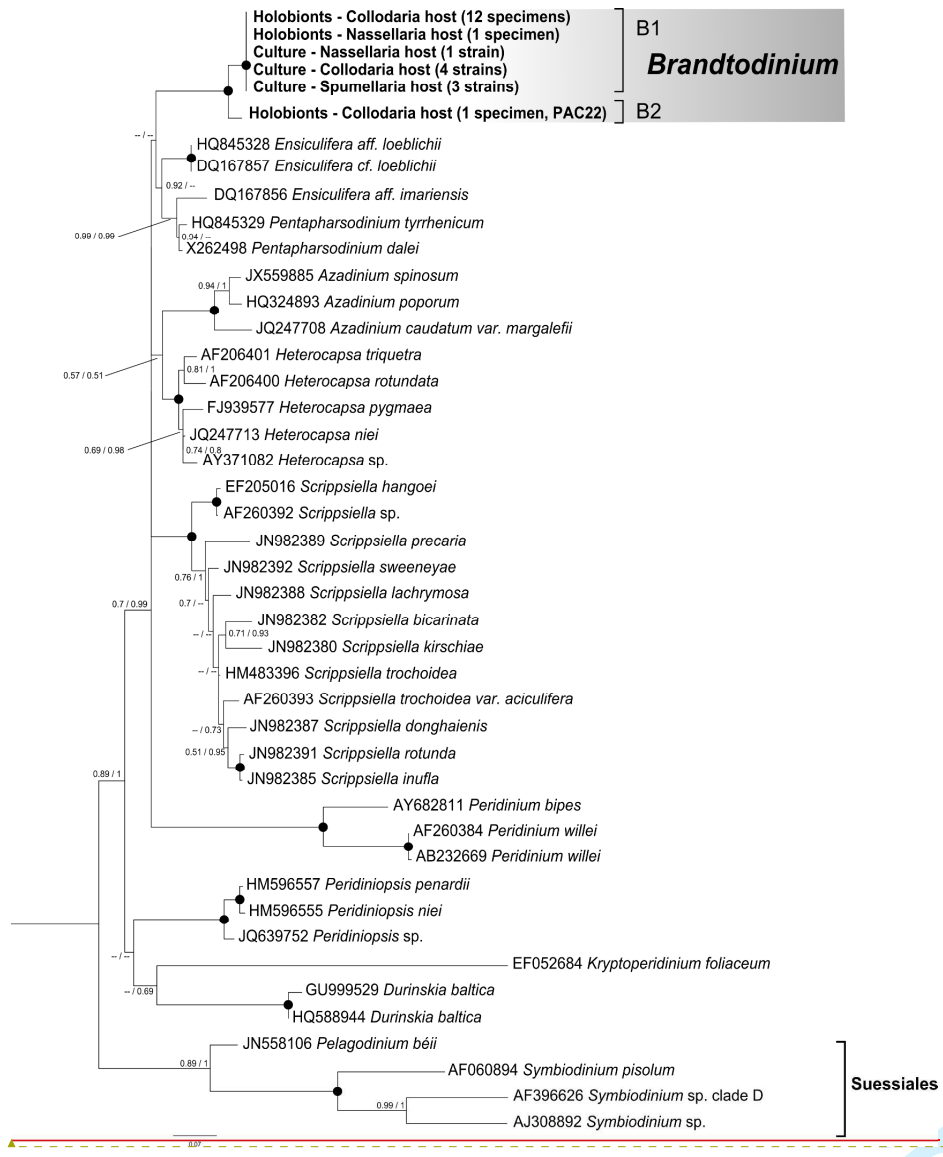 Holobionts - Collodaria host (12 specimens)
Holobionts - Nassellaria host (1 specimen)
Culture - Nassellaria host (1 strain)
Culture - Collodaria host (4 strains)
Culture - Spumellaria host (3 strains)
B1
Brandtodinium
Holobionts - Collodaria host (1 specimen, PAC22)
B2
-- / --
HQ845328 Ensiculifera aff. loeblichii
DQ167857 Ensiculifera cf. loeblichii
0.92 / --
DQ167856 Ensiculifera aff. imariensis
HQ845329 Pentapharsodinium tyrrhenicum
0.99 / 0.99
0.94 / --
X262498 Pentapharsodinium dalei
JX559885 Azadinium spinosum
0.94 / 1
HQ324893 Azadinium poporum
JQ247708 Azadinium caudatum var. margalefii
AF206401 Heterocapsa triquetra
0.81 / 1
0.57 / 0.51
AF206400 Heterocapsa rotundata
FJ939577 Heterocapsa pygmaea
JQ247713 Heterocapsa niei
0.69 / 0.98
0.74 / 0.8
AY371082 Heterocapsa sp.
EF205016 Scrippsiella hangoei
AF260392 Scrippsiella sp.
JN982389 Scrippsiella precaria
JN982392 Scrippsiella sweeneyae
0.76 / 1
JN982388 Scrippsiella lachrymosa
0.7 / --
0.7 / 0.99
JN982382 Scrippsiella bicarinata
-- / --
0.71 / 0.93
JN982380 Scrippsiella kirschiae
-- / --
HM483396 Scrippsiella trochoidea
AF260393 Scrippsiella trochoidea var. aciculifera
JN982387 Scrippsiella donghaienis
-- / 0.73
0.51 / 0.95
JN982391 Scrippsiella rotunda
0.89 / 1
JN982385 Scrippsiella inufla
AY682811 Peridinium bipes
AF260384 Peridinium willei
AB232669 Peridinium willei
HM596557 Peridiniopsis penardii
HM596555 Peridiniopsis niei
JQ639752 Peridiniopsis sp.
-- / --
EF052684 Kryptoperidinium foliaceum
-- / 0.69
GU999529 Durinskia baltica
HQ588944 Durinskia baltica
JN558106 Pelagodinium béii
0.89 / 1
AF060894 Symbiodinium pisolum
Suessiales
AF396626 Symbiodinium sp. clade D
0.99 / 1
AJ308892 Symbiodinium sp.
0.07